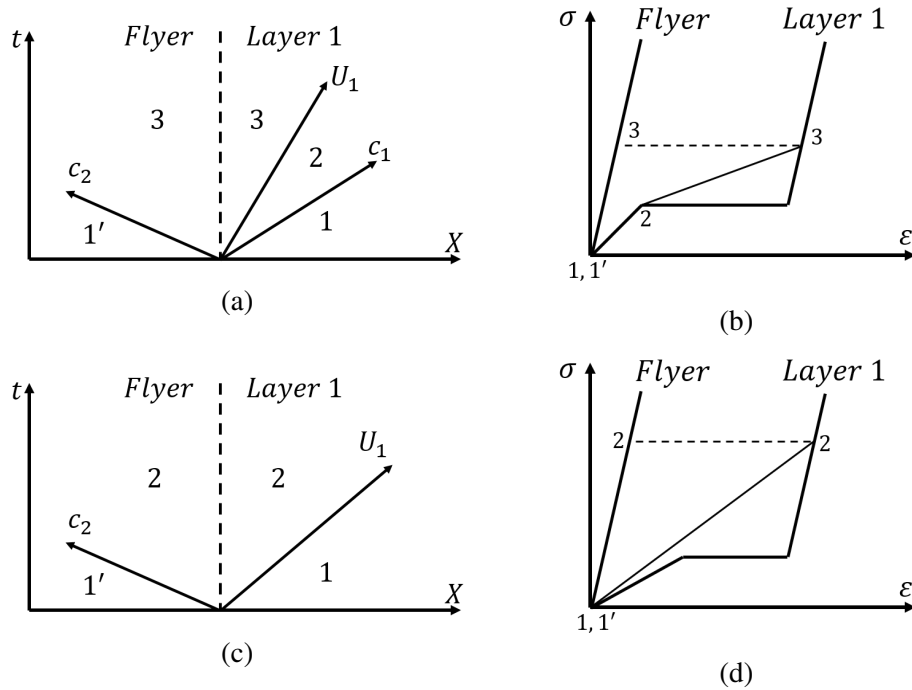 t
Flyer
Layer 1
U₁
3
3
2
c₁
c₂
1′
1
X
(a)
σ
Flyer
Layer 1
3
3
2
1, 1′
ε
(b)
t
Flyer
Layer 1
U₁
2
2
c₂
1′
1
X
(c)
σ
Flyer
Layer 1
2
2
1, 1′
ε
(d)